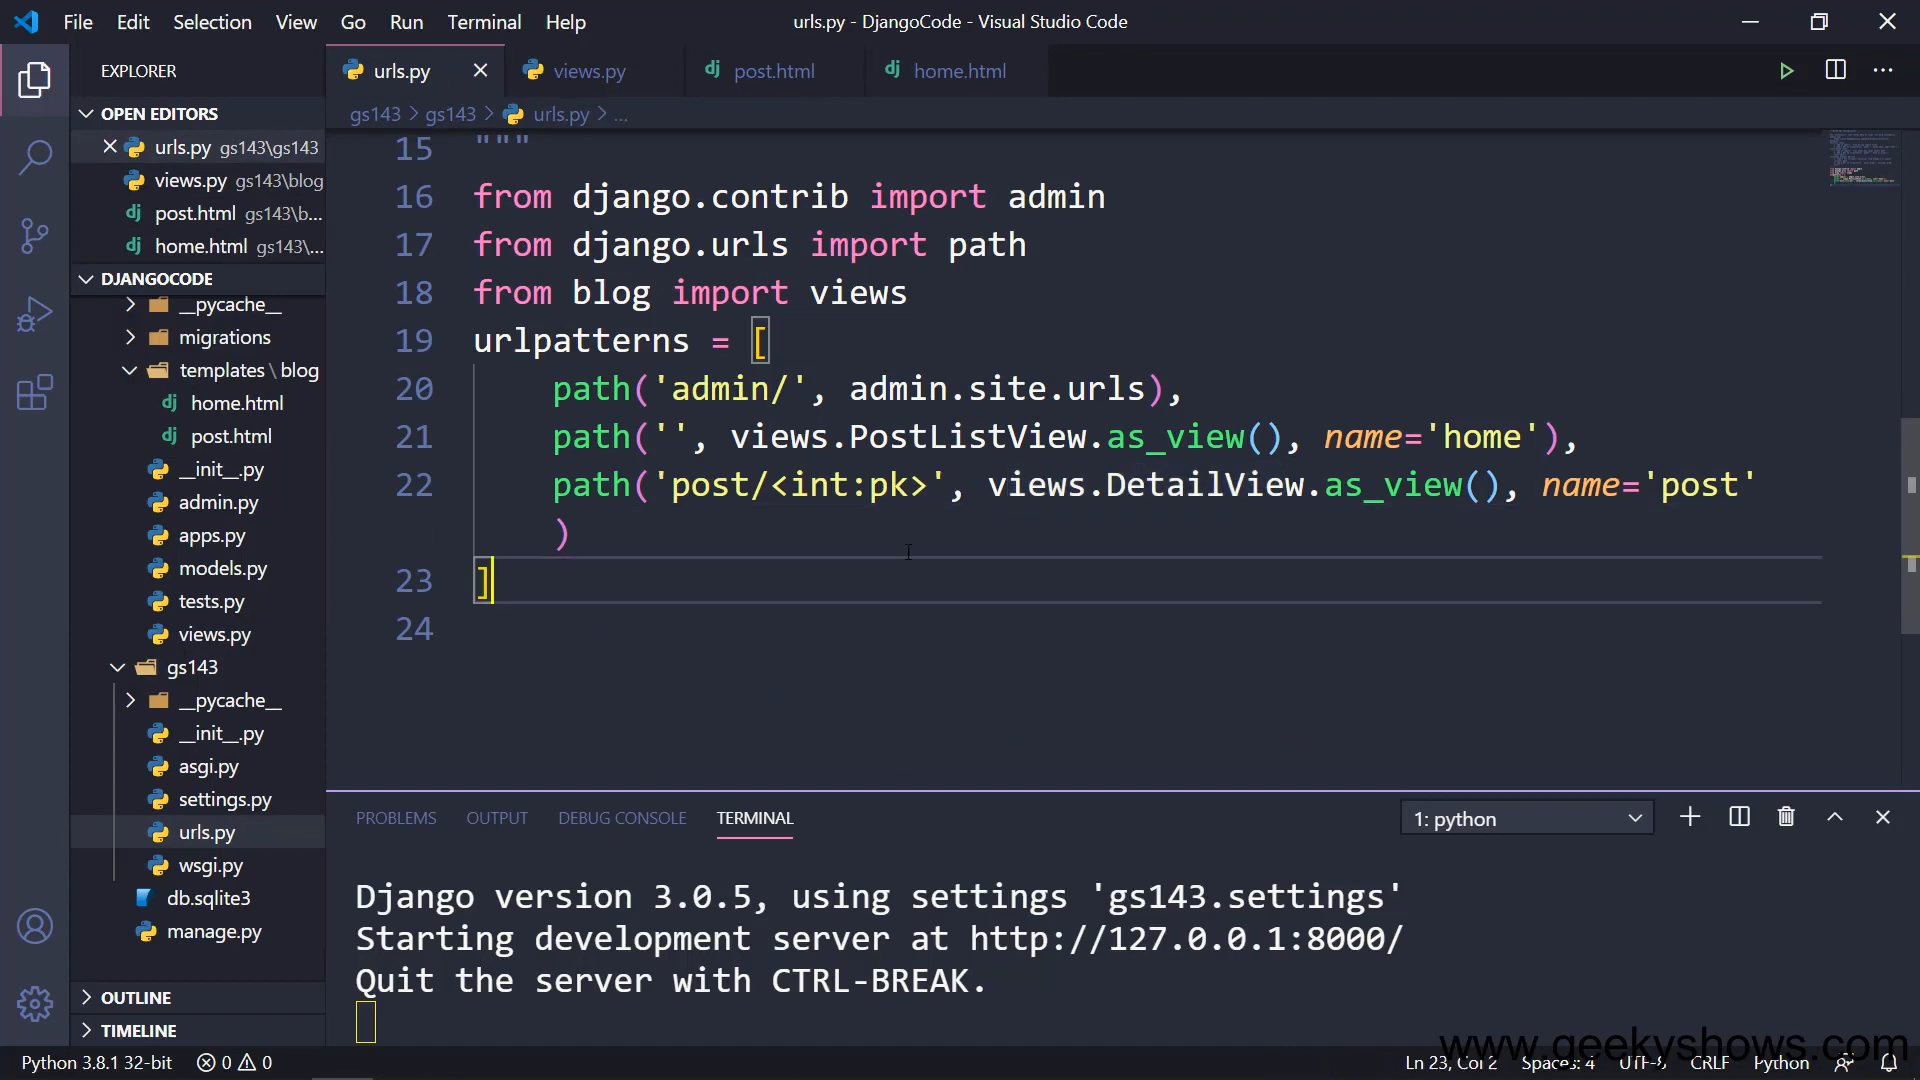 File Edit Selection View Go Run Terminal Help
urls.py - DjangoCode - Visual Studio Code
EXPLORER
OPEN EDITORS
urls.py gs143\gs143
views.py gs143\blog
post.html gs143\b...
home.html gs143\...
DJANGOCODE
__pycache__
migrations
templates \ blog
home.html
post.html
__init__.py
admin.py
apps.py
models.py
tests.py
views.py
gs143
__pycache__
__init__.py
asgi.py
settings.py
urls.py
wsgi.py
db.sqlite3
manage.py
OUTLINE
TIMELINE
urls.py views.py post.html home.html
gs143 > gs143 > urls.py > ...
15 """
16 from django.contrib import admin
17 from django.urls import path
18 from blog import views
19 urlpatterns = [
20 path('admin/', admin.site.urls),
21 path('', views.PostListView.as_view(), name='home'),
22 path('post/<int:pk>', views.DetailView.as_view(), name='post'
)
23 ]
24
PROBLEMS OUTPUT DEBUG CONSOLE TERMINAL
1: python
Django version 3.0.5, using settings 'gs143.settings'
Starting development server at http://127.0.0.1:8000/
Quit the server with CTRL-BREAK.
www.geekyshows.com
Python 3.8.1 32-bit 0 0 Ln 23, Col 2 Spaces: 4 UTF-8 CRLF Python